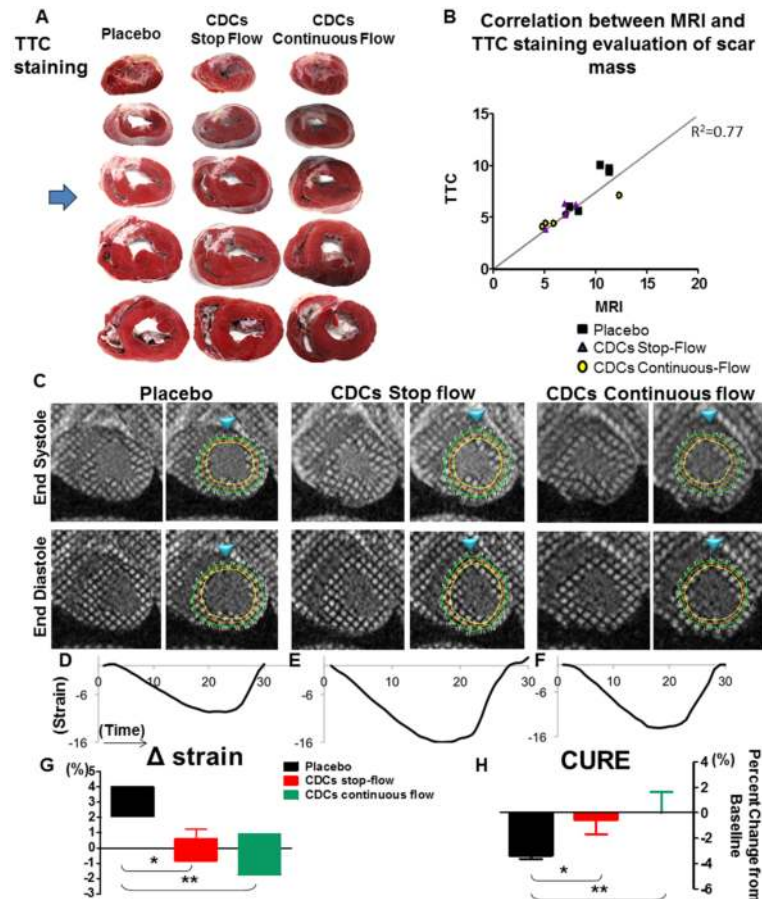 A
TTC
staining
Placebo
CDCs
Stop Flow
CDCs
Continuous Flow
B
Correlation between MRI and
TTC staining evaluation of scar
mass
15
10
5
0
TTC
R²=0.77
0
5
10
15
20
MRI
Placebo
CDCs Stop-Flow
CDCs Continuous-Flow
C
Placebo
CDCs Stop flow
CDCs Continuous flow
End Systole
End Diastole
D
0
10
20
30
-6
-16
(Strain)
(Time)
E
0
10
20
30
-6
-16
F
0
10
20
30
-6
-16
G
(%)
Δ strain
5
4
3
2
1
0
-1
-2
-3
*
**
Placebo
CDCs stop-flow
CDCs continuous flow
H
CURE
(%)
4
2
0
-2
-4
-6
*
**
Percent Change from
Baseline